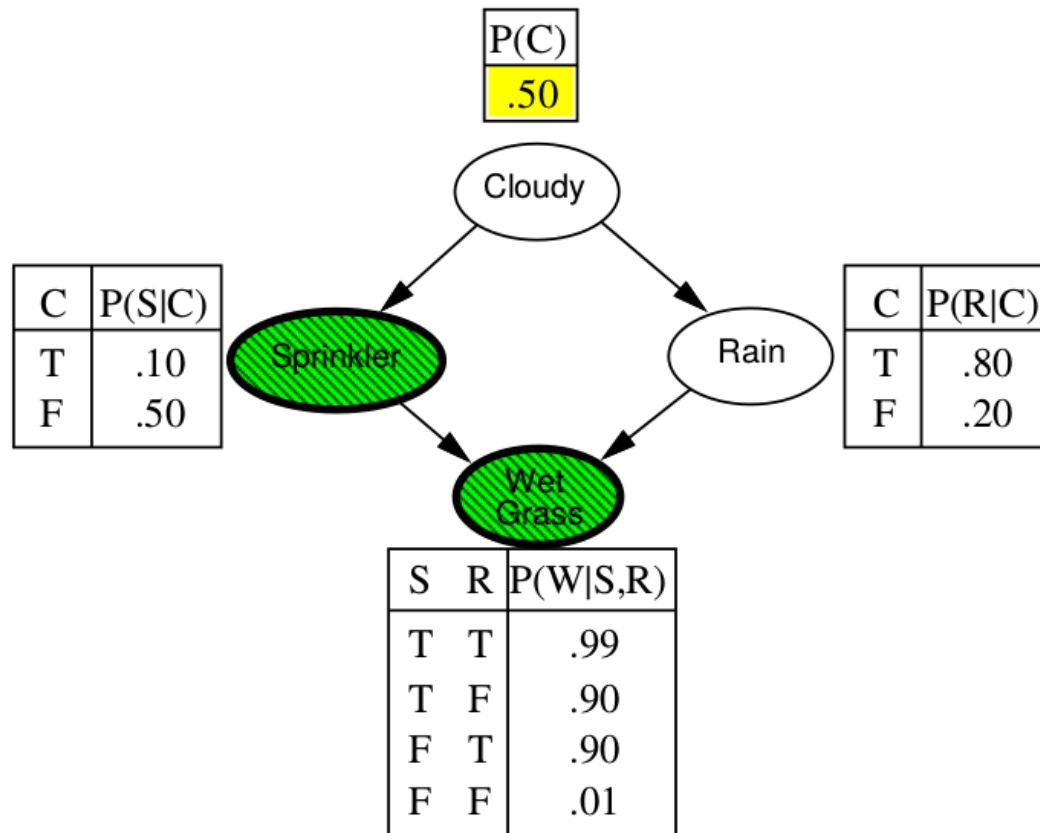 P(C)
.50
Cloudy
C P(S|C)
T .10
F .50
Sprinkler
Rain
C P(R|C)
T .80
F .20
Wet
Grass
S R P(W|S,R)
T T .99
T F .90
F T .90
F F .01